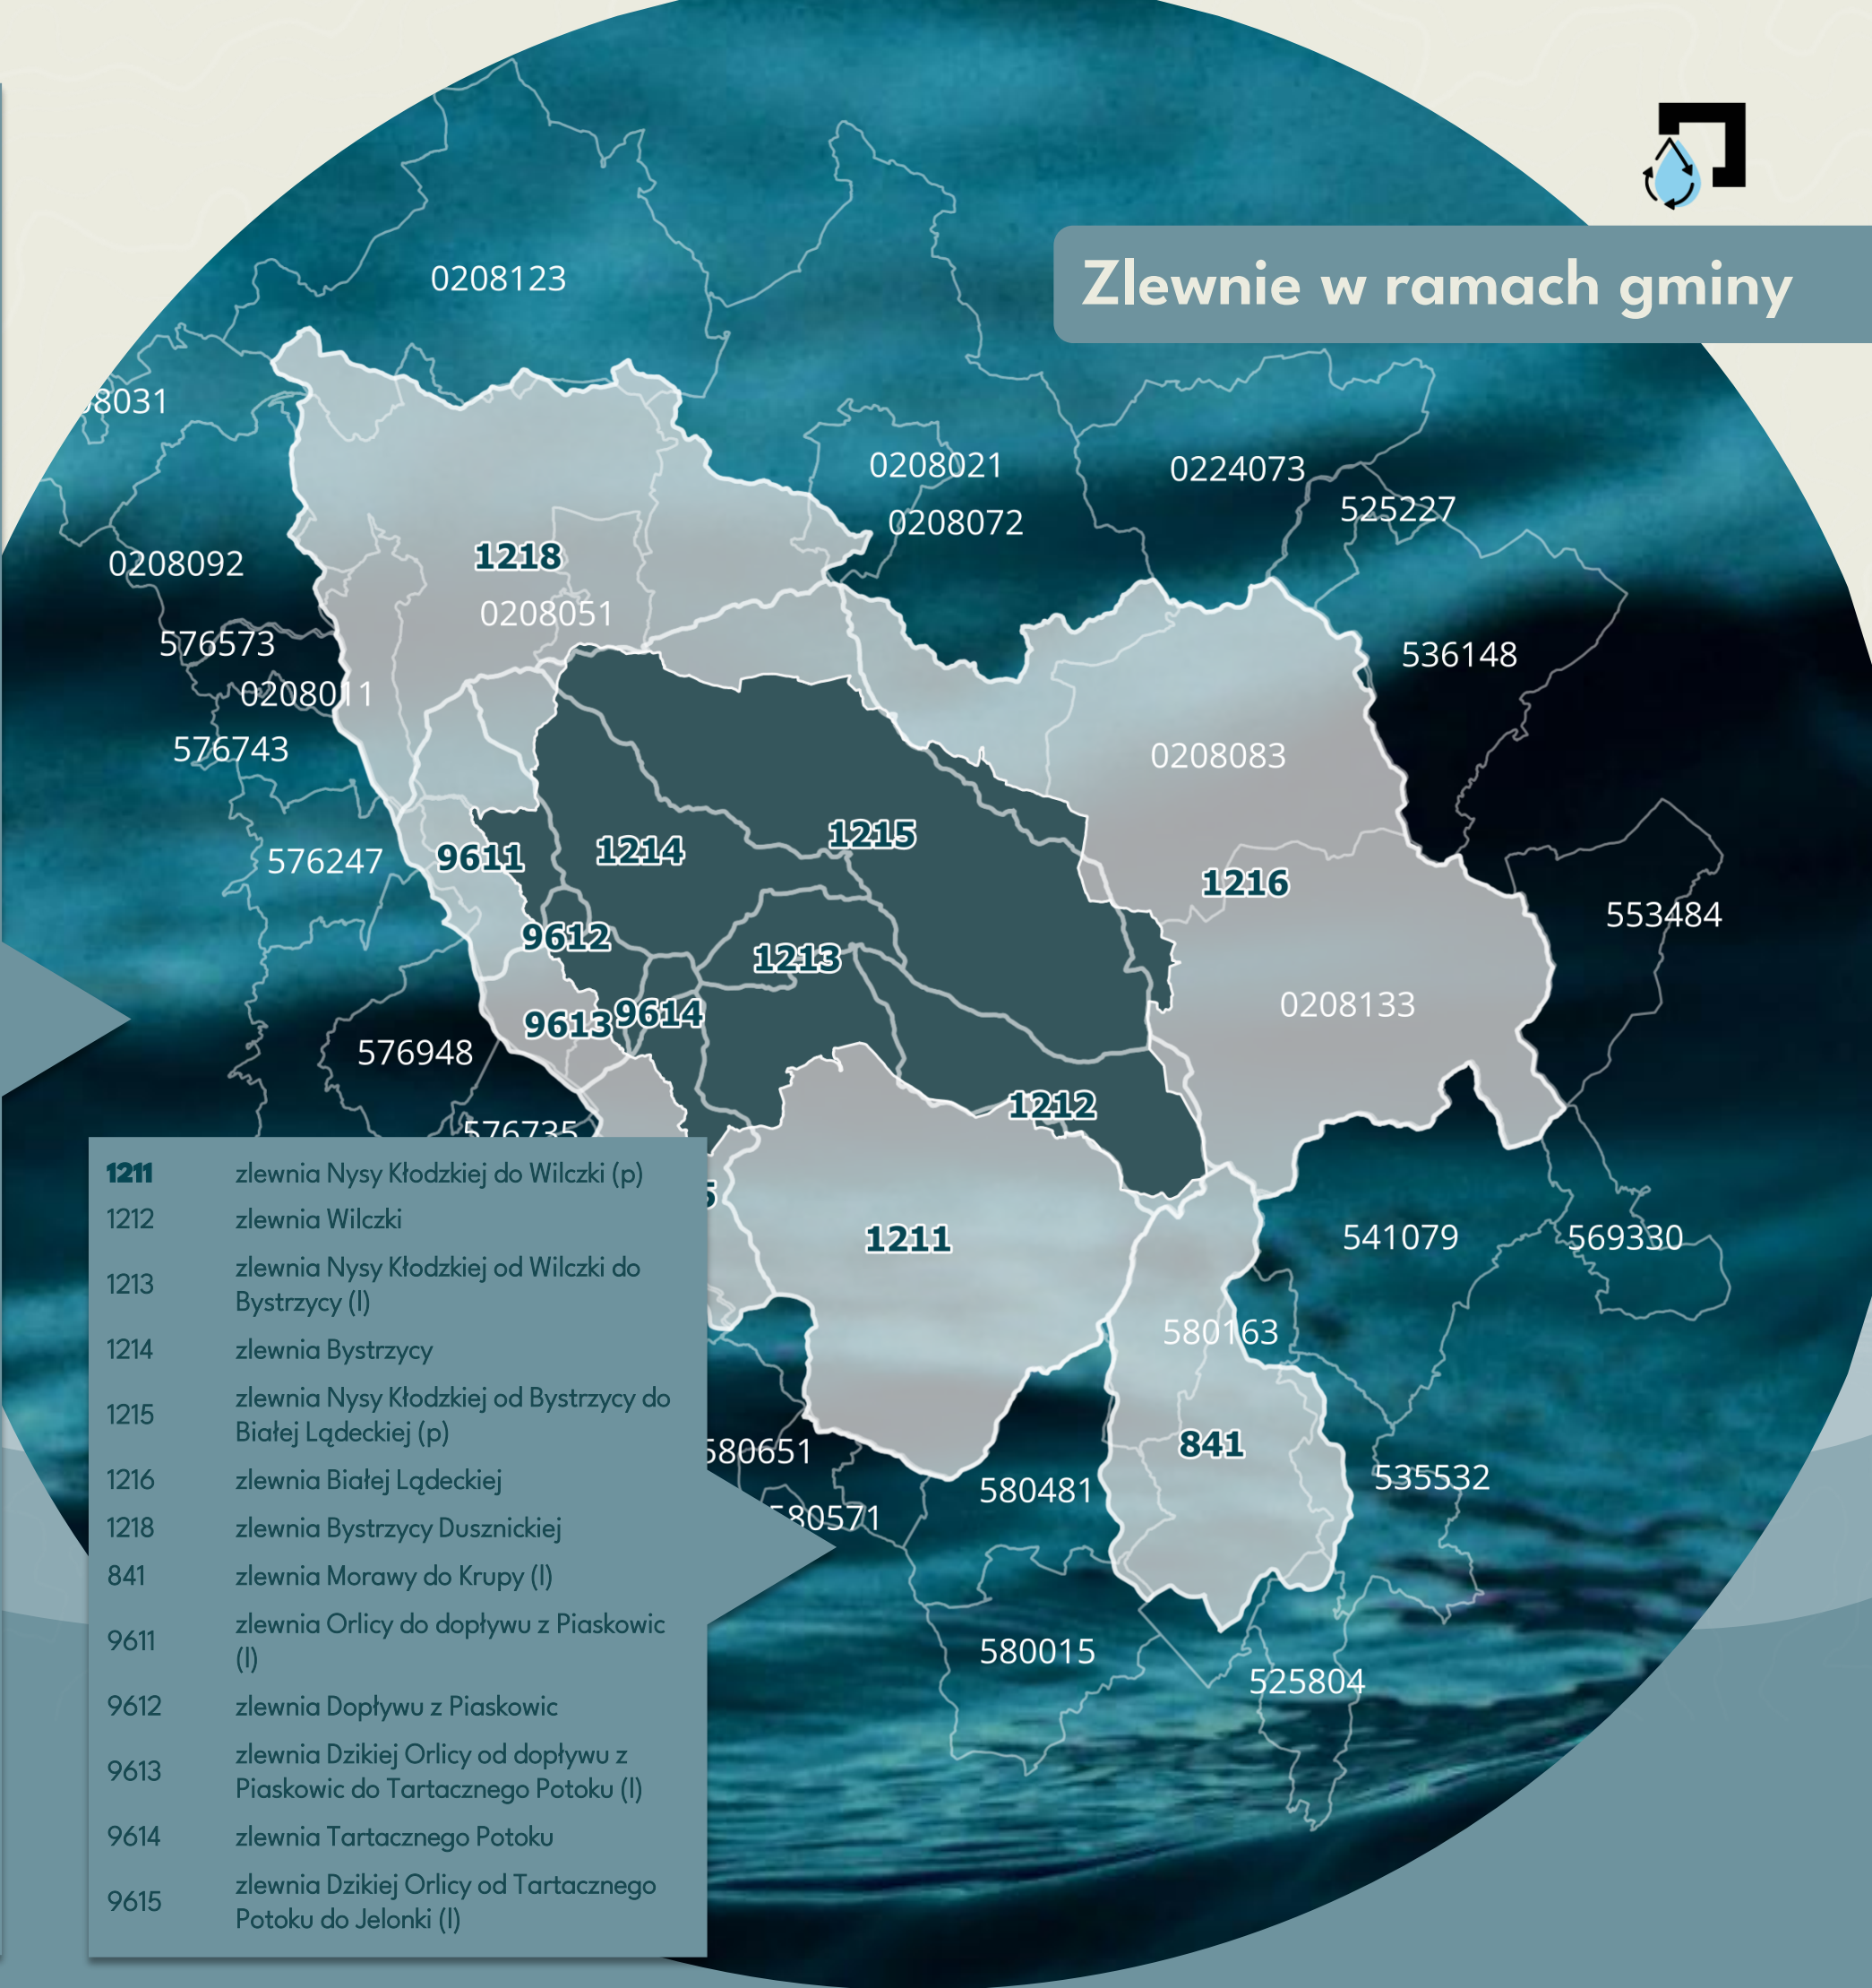 Zlewnie w ramach gminy
0208123
8031
0208021
0224073
0208072
525227
0208092
1218
0208051
576573
536148
0208011
576743
0208083
1215
1214
9611
576247
1216
553484
9612
1213
0208133
9614
9613
576948
1212
576735
5
1211
541079
569330
580163
841
580651
535532
580481
580571
580015
525804
1211 zlewnia Nysy Kłodzkiej do Wilczki (p)
1212 zlewnia Wilczki
1213 zlewnia Nysy Kłodzkiej od Wilczki do
Bystrzycy (l)
1214 zlewnia Bystrzycy
1215 zlewnia Nysy Kłodzkiej od Bystrzycy do
Białej Lądeckiej (p)
1216 zlewnia Białej Lądeckiej
1218 zlewnia Bystrzycy Dusznickiej
841 zlewnia Morawy do Krupy (l)
9611 zlewnia Orlicy do dopływu z Piaskowic
(l)
9612 zlewnia Dopływu z Piaskowic
9613 zlewnia Dzikiej Orlicy od dopływu z
Piaskowic do Tartacznego Potoku (l)
9614 zlewnia Tartacznego Potoku
9615 zlewnia Dzikiej Orlicy od Tartacznego
Potoku do Jelonki (l)